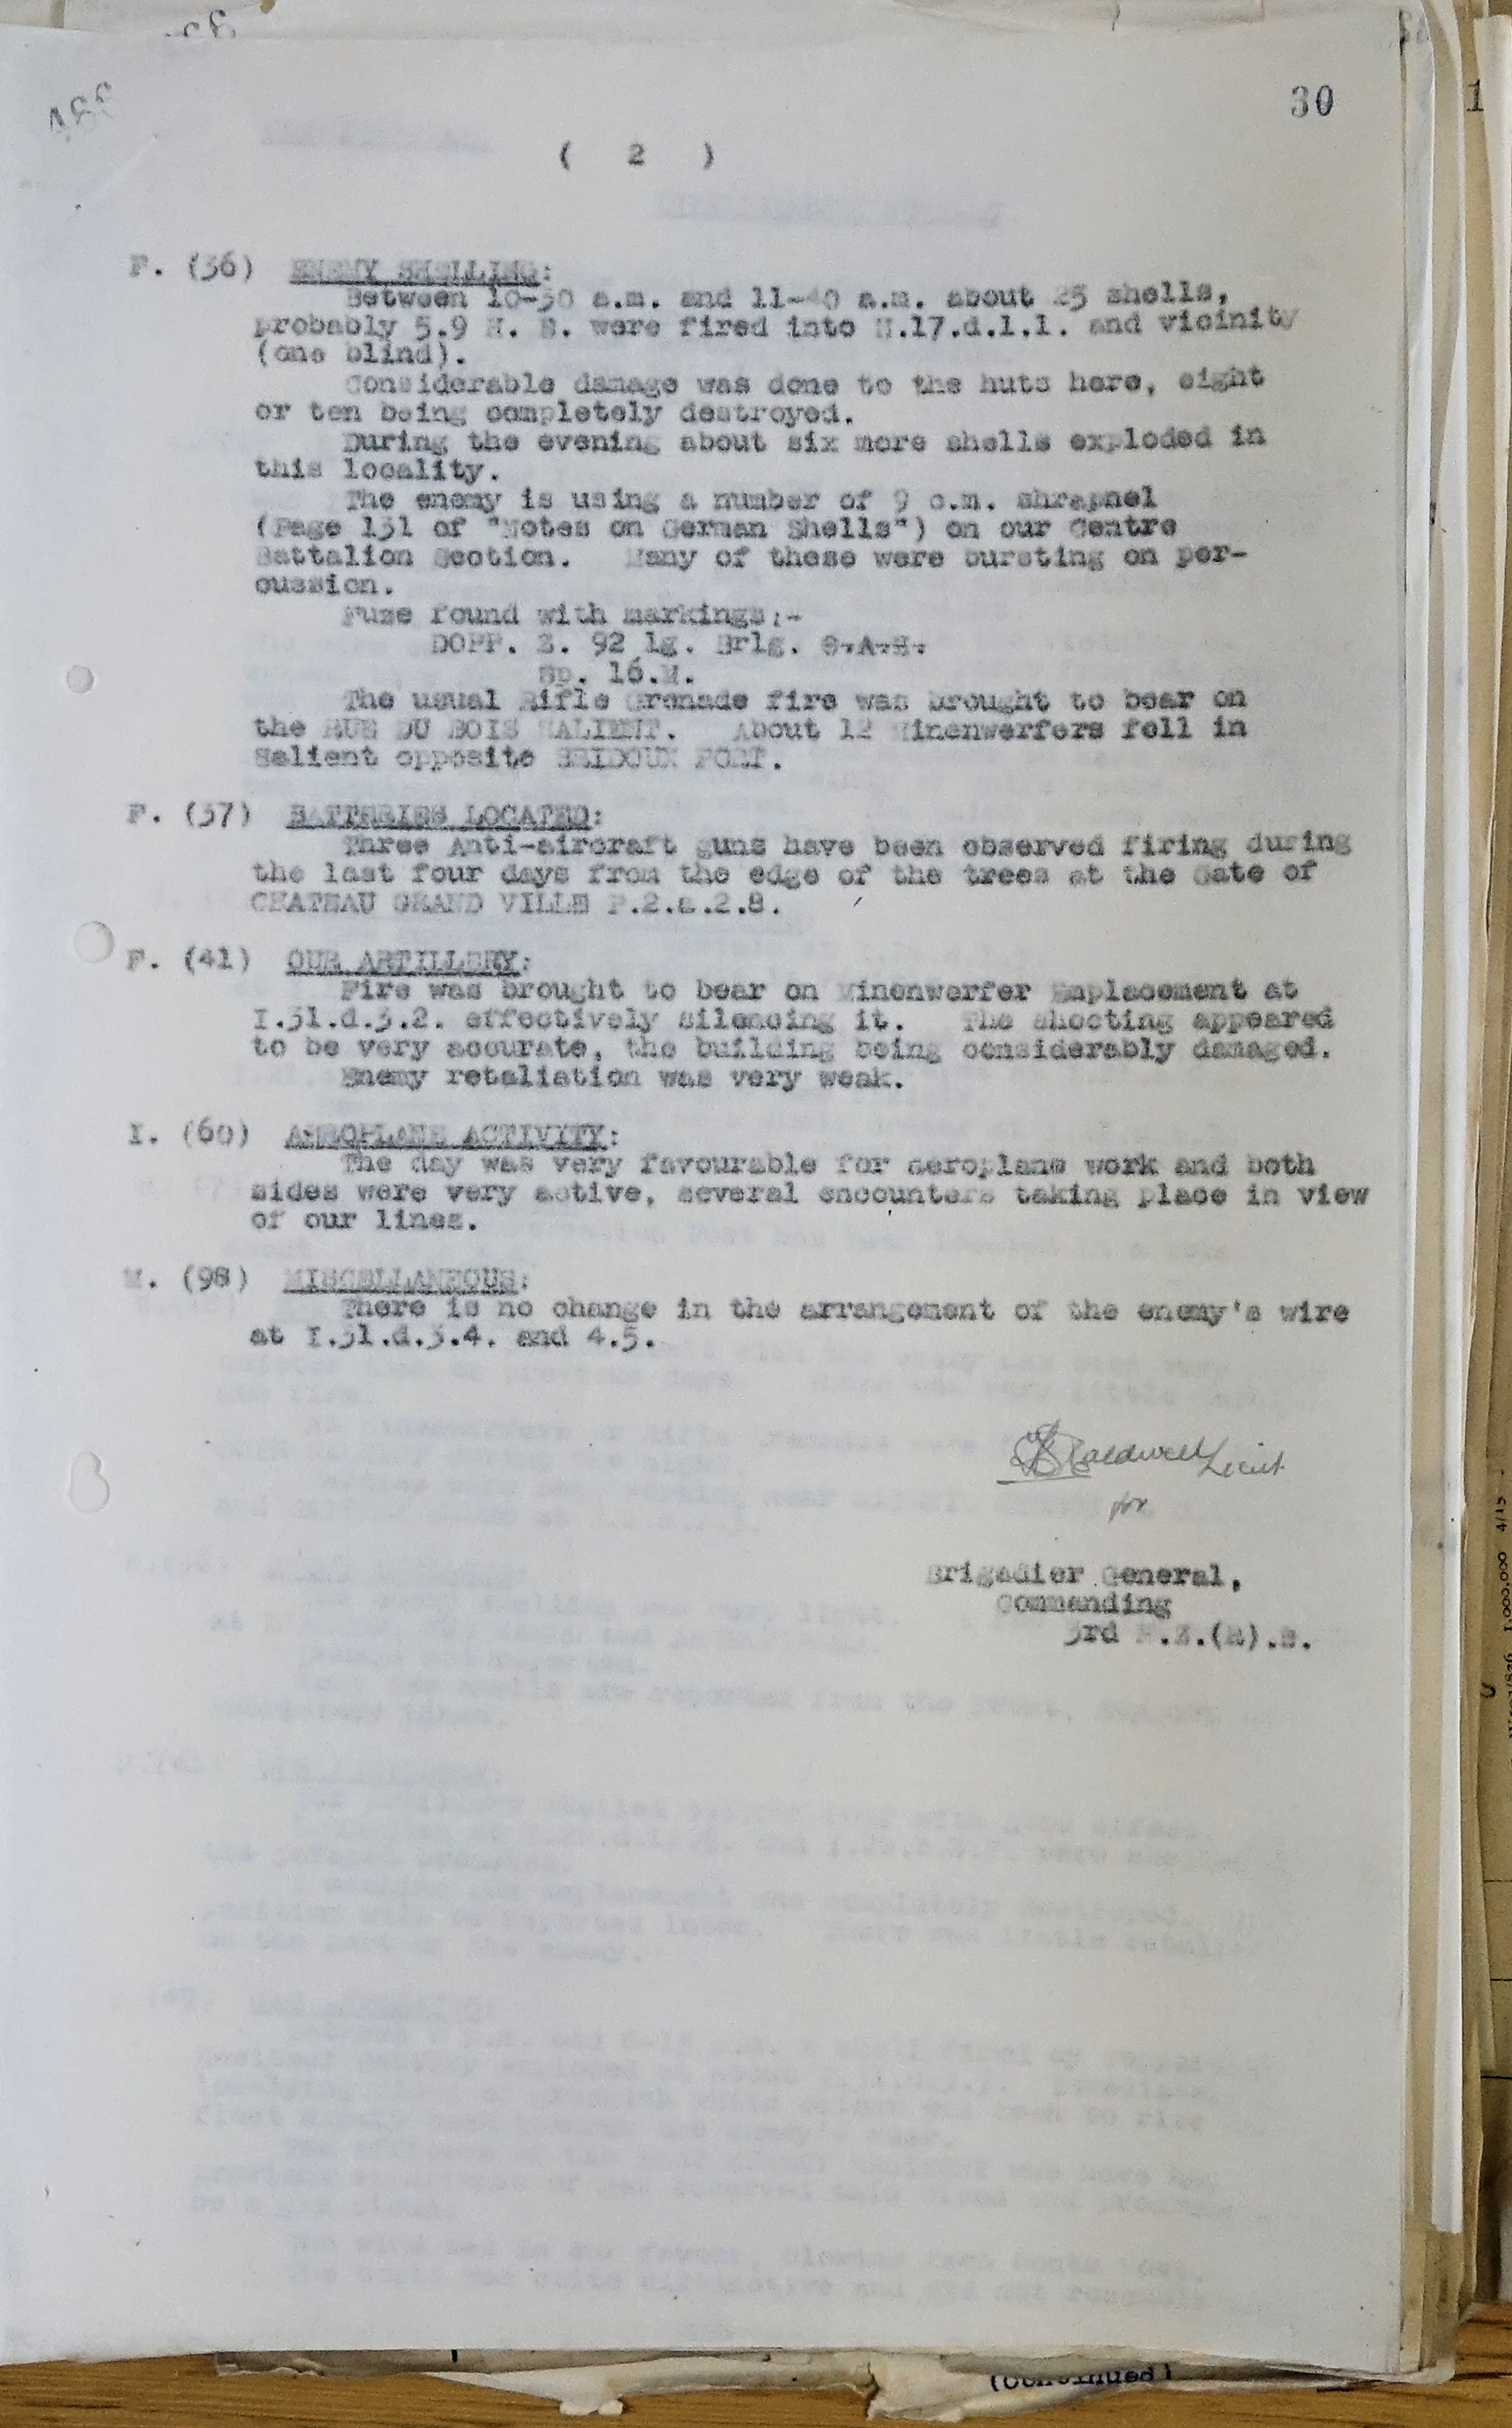 30
( 2 )
F. (36) ENEMY SHELLING:
Between 10-30 a.m. and 11-40 a.m. about 25 shells,
probably 5.9 H. E. were fired into H.17.d.1.1. and vicinity
(one blind).
Considerable damage was done to the huts here, eight
or ten being completely destroyed.
During the evening about six more shells exploded in
this locality.
The enemy is using a number of 9 c.m. shrapnel
(Page 131 of "Notes on German Shells") on our Centre
Battalion Section. Many of these were bursting on per-
cussion.
Fuze found with markings:-
DOPP. Z. 92 lg. Brlg.
Sp. 16.M.
The usual Rifle Grenade fire was brought to bear on
the RUE DU BOIS SALIENT. About 12 Minenwerfers fell in
Salient opposite BRIDOUX FORT.
F. (37) BATTERIES LOCATED:
Three Anti-aircraft guns have been observed firing during
the last four days from the edge of the trees at the Gate of
CHATEAU GRAND VILLE P.2.a.2.8.
F. (41) OUR ARTILLERY:
Fire was brought to bear on Minenwerfer Emplacement at
I.31.d.3.2. effectively silencing it. The shooting appeared
to be very accurate, the building being considerably damaged.
Enemy retaliation was very weak.
I. (60) AEROPLANE ACTIVITY:
The day was very favourable for aeroplane work and both
sides were very active, several encounters taking place in view
of our lines.
M. (98) MISCELLANEOUS:
There is no change in the arrangement of the enemy's wire
at I.31.d.3.4. and 4.5.
Caldwell Lieut
for
Brigadier General,
Commanding
3rd N.Z.(R).B.
(continued)